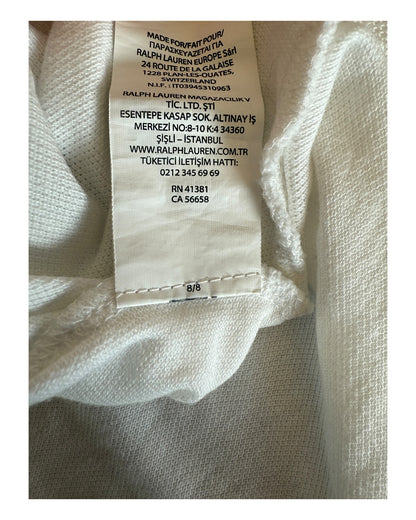 MADE FOR/FAIT POUR/
ΠΑΡΑΣΚΕΥΑΖΕΤΑΙ ΓΙΑ
RALPH LAUREN EUROPE Sàrl
24 ROUTE DE LA GALAISE
1228 PLAN-LES-OUATES,
SWITZERLAND
N.I.F. : IT03945310963
RALPH LAUREN MAĞAZACILIK V
TİC. LTD. ŞTİ
ESENTEPE KASAP SOK. ALTINAY İŞ
MERKEZİ NO:8-10 K:4 34360
ŞİŞLİ – İSTANBUL
WWW.RALPHLAUREN.COM.TR
TÜKETİCİ İLETİŞİM HATTI:
0212 345 69 69
RN 41381
CA 56658
8/8